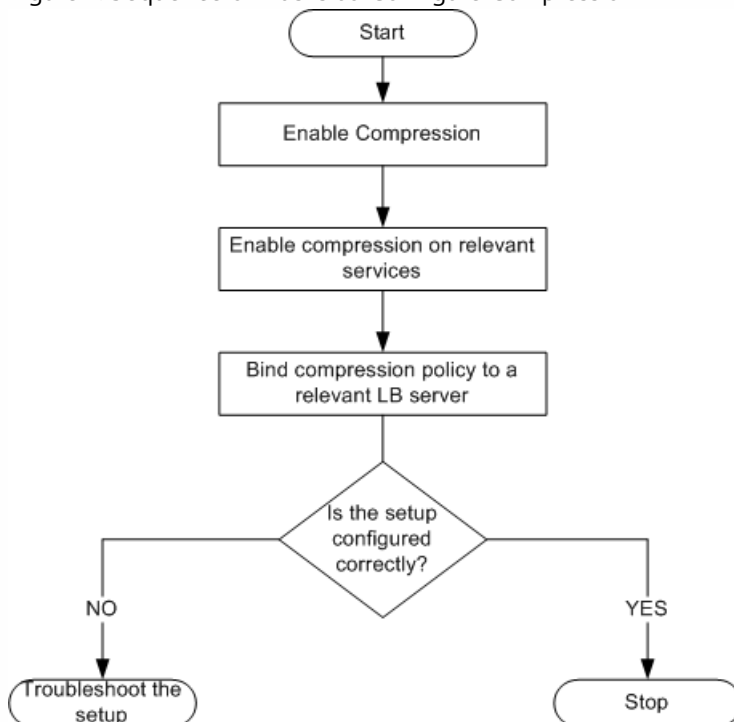 Start
Enable Compression
Enable compression on relevant
services
Bind compression policy to a
relevant LB server
Is the setup
configured
correctly?
NO
YES
Troubleshoot the
setup
Stop